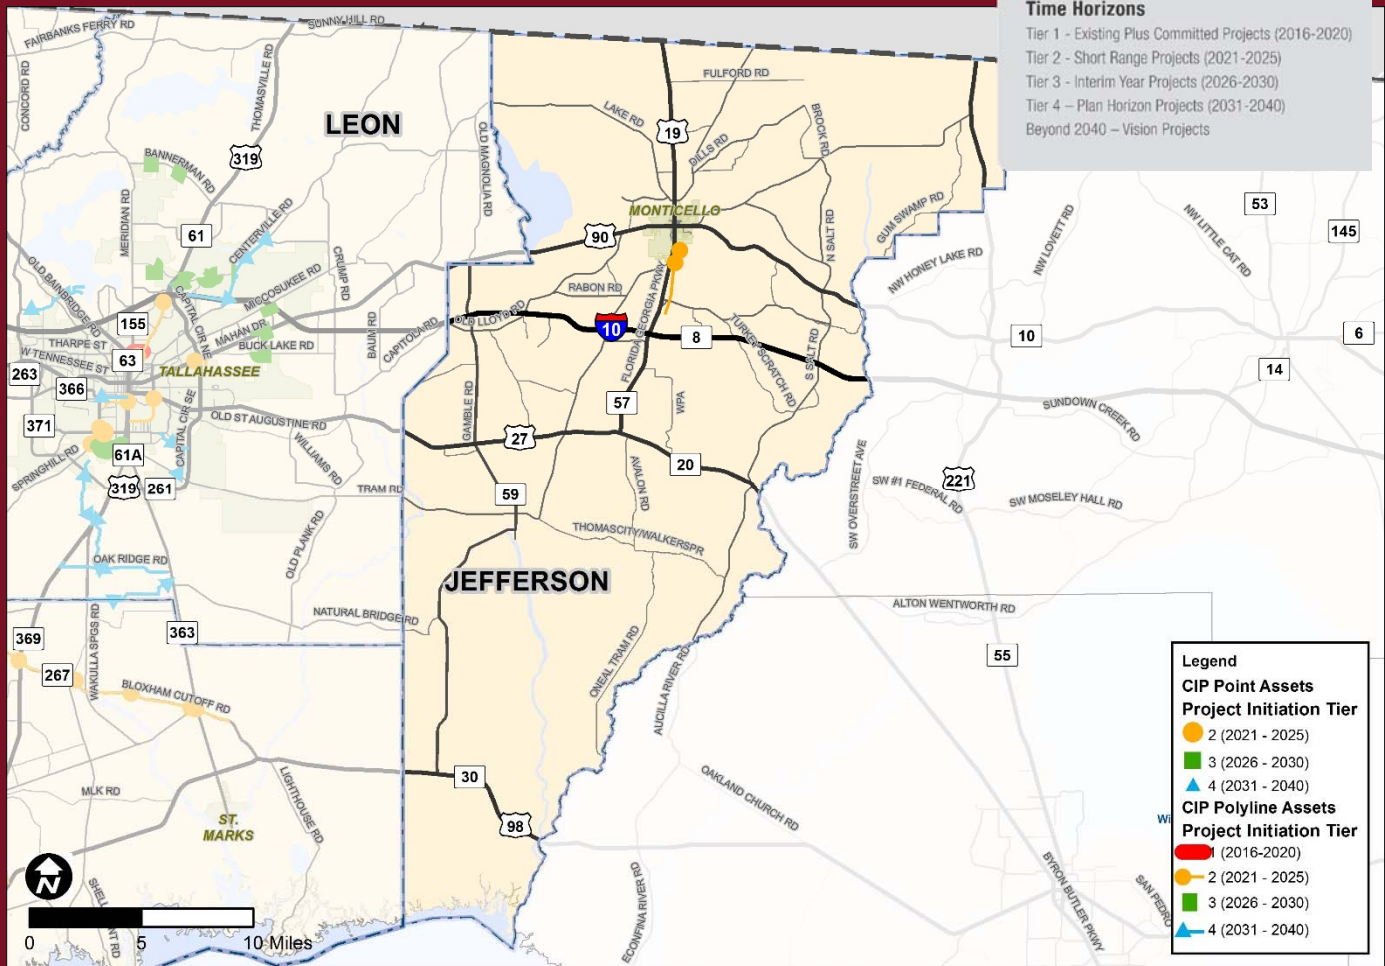 Time Horizons
Tier 1 - Existing Plus Committed Projects (2016-2020)
Tier 2 - Short Range Projects (2021-2025)
Tier 3 - Interim Year Projects (2026-2030)
Tier 4 – Plan Horizon Projects (2031-2040)
Beyond 2040 – Vision Projects
FAIRBANKS FERRY RD
SUNNY HILL RD
CONCORD RD
THOMASVILLE RD
LEON
319
BANNERMAN RD
MERIDIAN RD
61
CENTERVILLE RD
OLD MAGNOLIA RD
FULFORD RD
LAKE RD
19
DILLS RD
BROCK RD
MONTICELLO
90
N SALT RD
GUM SWAMP RD
53
145
NW LOVETT RD
NW LITTLE CAT RD
NW HONEY LAKE RD
OLD BAINBRIDGE RD
CRUMP RD
MICCOSUKEE RD
CAPITAL CIR NE
MAHAN DR
BUCK LAKE RD
BAUM RD
CAPITOLA RD
OLD LLOYD RD
RABON RD
FLORIDA GEORGIA PKWY
10
8
TURKEY SCRATCH RD
S SALT RD
10
6
14
155
THARPE ST
W TENNESSEE ST
63
TALLAHASSEE
263
366
371
SPRINGHILL RD
61A
319
261
CAPITAL CIR SE
OLD ST AUGUSTINE RD
WILLIAMS RD
TRAM RD
GAMBLE RD
57
WPA
27
20
59
AVALON RD
SUNDOWN CREEK RD
SW OVERSTREET AVE
SW #1 FEDERAL RD
221
SW MOSELEY HALL RD
OLD PLANK RD
THOMASCITY/WALKERSPR
OAK RIDGE RD
JEFFERSON
NATURAL BRIDGE RD
ALTON WENTWORTH RD
55
369
363
267
WAKULLA SPGS RD
BLOXHAM CUTOFF RD
ONEAL TRAM RD
AUCILLA RIVER RD
OAKLAND CHURCH RD
30
98
MLK RD
LIGHTHOUSE RD
ST.
MARKS
ECONFINA RIVER RD
BYRON BUTLER PKWY
SAN PEDRO
Wi
N
0 5 10 Miles
Legend
CIP Point Assets
Project Initiation Tier
2 (2021 - 2025)
3 (2026 - 2030)
4 (2031 - 2040)
CIP Polyline Assets
Project Initiation Tier
1 (2016-2020)
2 (2021 - 2025)
3 (2026 - 2030)
4 (2031 - 2040)